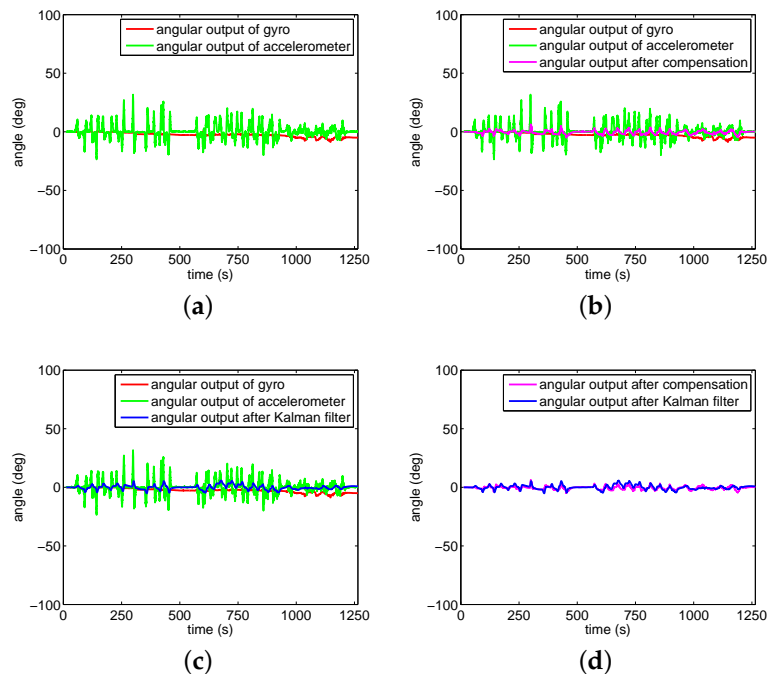 100
50
0
−50
−100
angle (deg)
angular output of gyro
angular output of accelerometer
0 250 500 750 1000 1250
time (s)
(a)
100
50
0
−50
−100
angle (deg)
angular output of gyro
angular output of accelerometer
angular output after compensation
0 250 500 750 1000 1250
time (s)
(b)
100
50
0
−50
−100
angle (deg)
angular output of gyro
angular output of accelerometer
angular output after Kalman filter
0 250 500 750 1000 1250
time (s)
(c)
100
50
0
−50
−100
angle (deg)
angular output after compensation
angular output after Kalman filter
0 250 500 750 1000 1250
time (s)
(d)